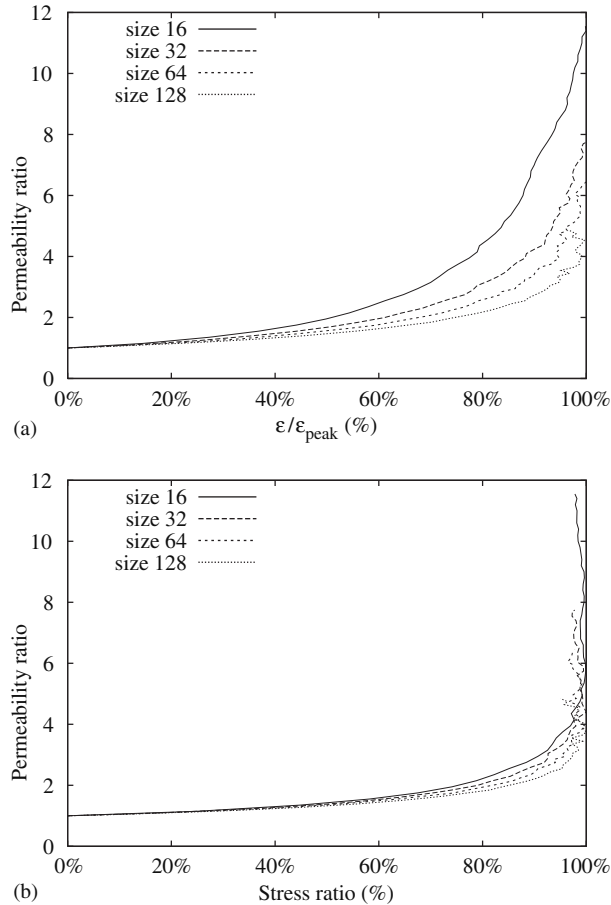 12
10
8
6
4
2
0
Permeability ratio
size 16
size 32
size 64
size 128
0% 20% 40% 60% 80% 100%
(a)
ε/ε_peak (%)
12
10
8
6
4
2
0
Permeability ratio
size 16
size 32
size 64
size 128
0% 20% 40% 60% 80% 100%
(b)
Stress ratio (%)